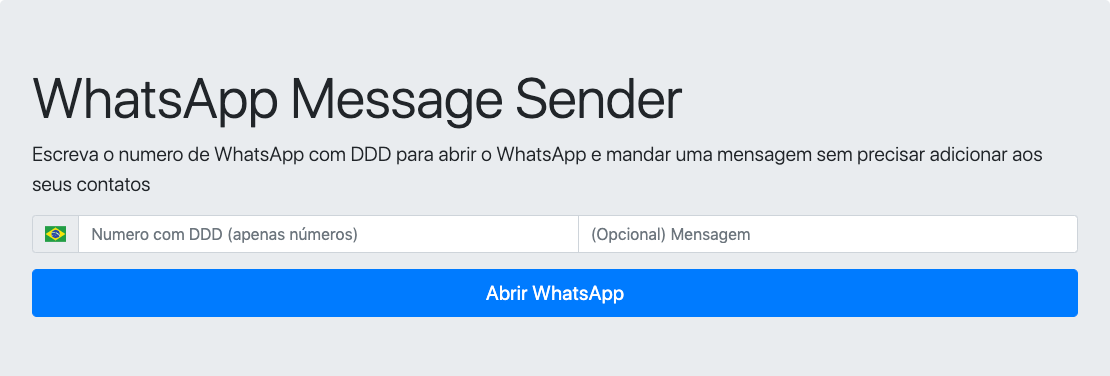 WhatsApp Message Sender
Escreva o numero de WhatsApp com DDD para abrir o WhatsApp e mandar uma mensagem sem precisar adicionar aos
seus contatos
Numero com DDD (apenas números)
(Opcional) Mensagem
Abrir WhatsApp